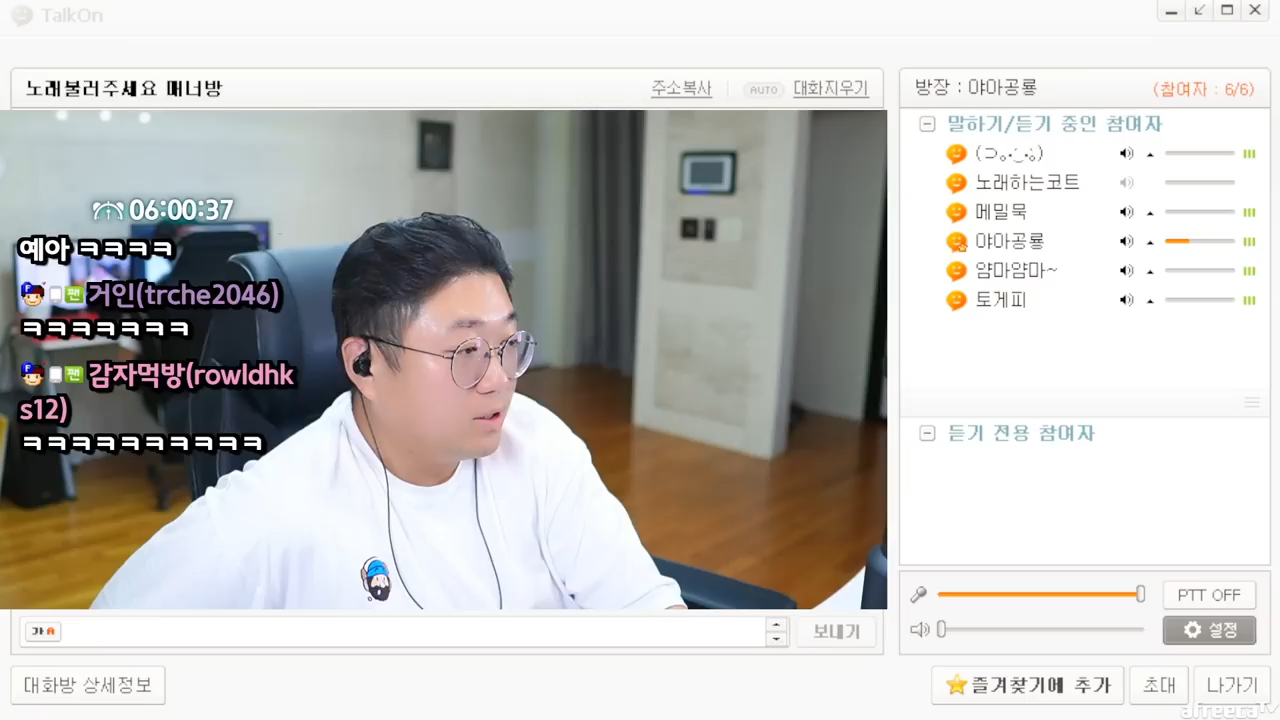 TalkOn
노래불러주세요 매너방
주소복사
AUTO
대화지우기
방장 : 야아공룡
(참여자 : 6/6)
말하기/듣기 중인 참여자
노래하는코트
메밀묵
야아공룡
얌마얌마~
토게피
06:00:37
예아 ㅋㅋㅋㅋ
팬 거인(trche2046)
ㅋㅋㅋㅋㅋㅋㅋ
팬 감자먹방(rowldhk
s12)
ㅋㅋㅋㅋㅋㅋㅋㅋㅋㅋ
듣기 전용 참여자
PTT OFF
설정
가A
보내기
대화방 상세정보
즐겨찾기에 추가
초대
나가기
afreecaTV